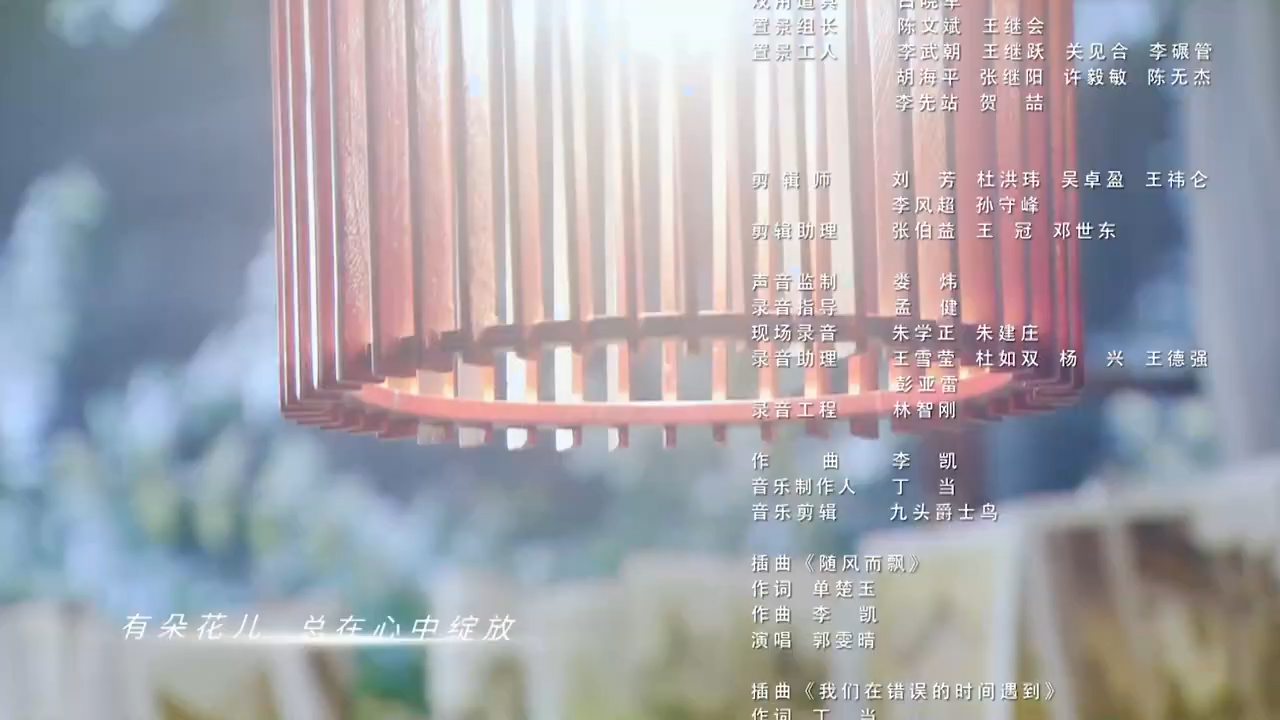 置景组长 陈文斌 王继会
置景工人 李武朝 王继跃 关见合 李碾管
胡海平 张继阳 许毅敏 陈无杰
李先站 贺 喆
剪辑师 刘 芳 杜洪玮 吴卓盈 王祎仑
李风超 孙守峰
剪辑助理 张伯益 王 冠 邓世东
声音监制 娄 炜
录音指导 孟 健
现场录音 朱学正 朱建庄
录音助理 王雪莹 杜如双 杨 兴 王德强
彭亚雷
录音工程 林智刚
作曲 李 凯
音乐制作人 丁 当
音乐剪辑 九头爵士鸟
插曲《随风而飘》
作词 单楚玉
作曲 李 凯
演唱 郭雯晴
插曲《我们在错误的时间遇到》
作词 丁 当
有朵花儿 总在心中绽放